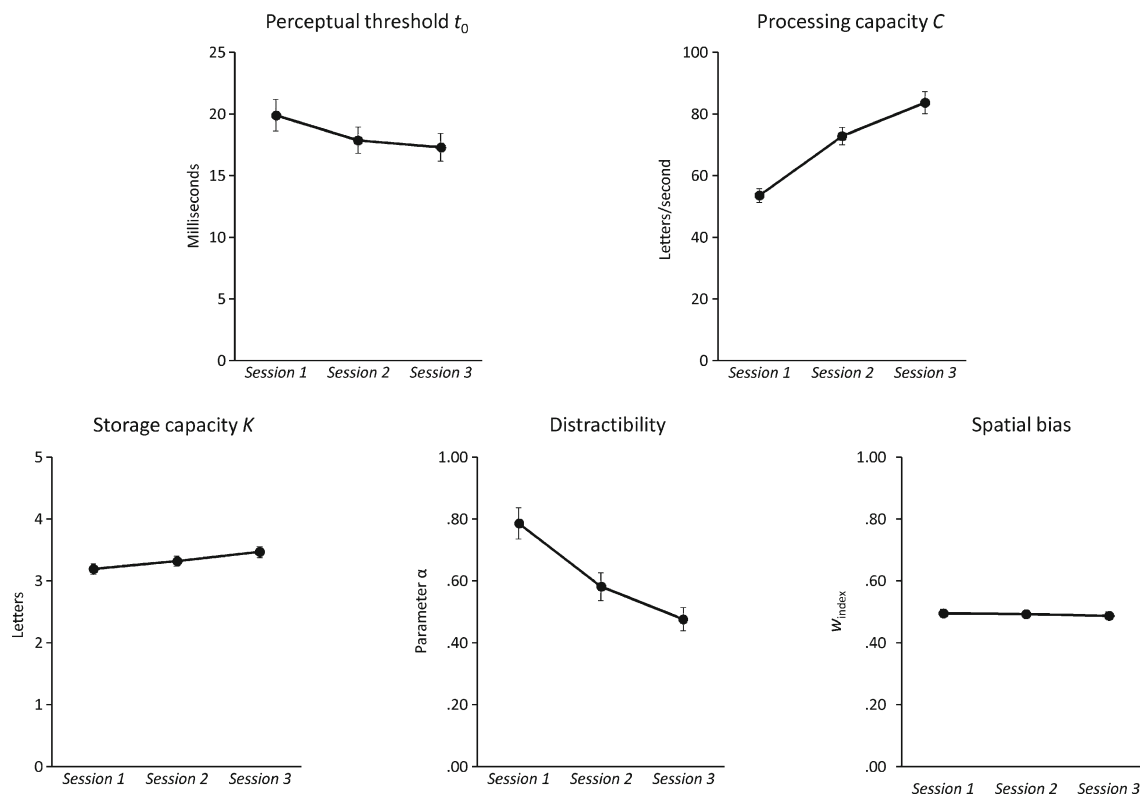 Perceptual threshold t0
Processing capacity C
25
20
15
10
5
0
Milliseconds
Session 1 Session 2 Session 3
100
80
60
40
20
0
Letters/second
Session 1 Session 2 Session 3
Storage capacity K
Distractibility
Spatial bias
5
4
3
2
1
0
Letters
Session 1 Session 2 Session 3
1.00
.80
.60
.40
.20
.00
Parameter α
Session 1 Session 2 Session 3
1.00
.80
.60
.40
.20
.00
windex
Session 1 Session 2 Session 3